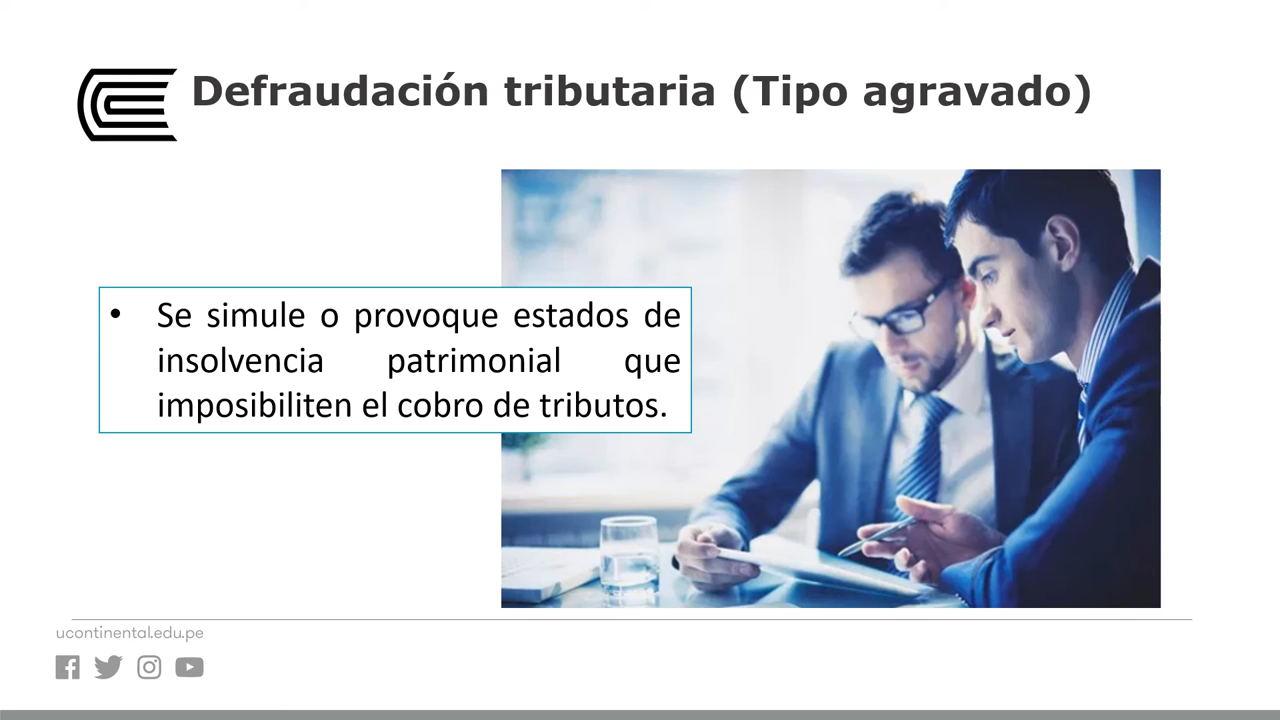 Defraudación tributaria (Tipo agravado)
• Se simule o provoque estados de
insolvencia patrimonial que
imposibiliten el cobro de tributos.
ucontinental.edu.pe